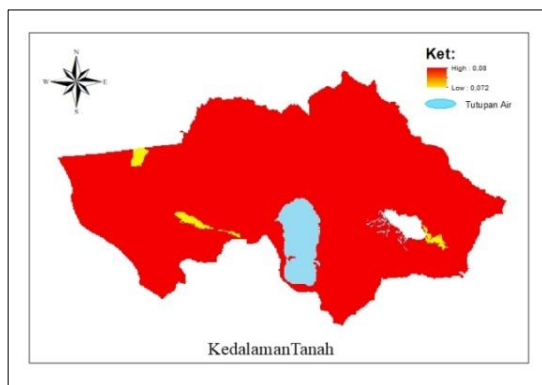 N
W E
S
Ket:
High : 0,08
Low : 0,072
Tutupan Air
KedalamanTanah